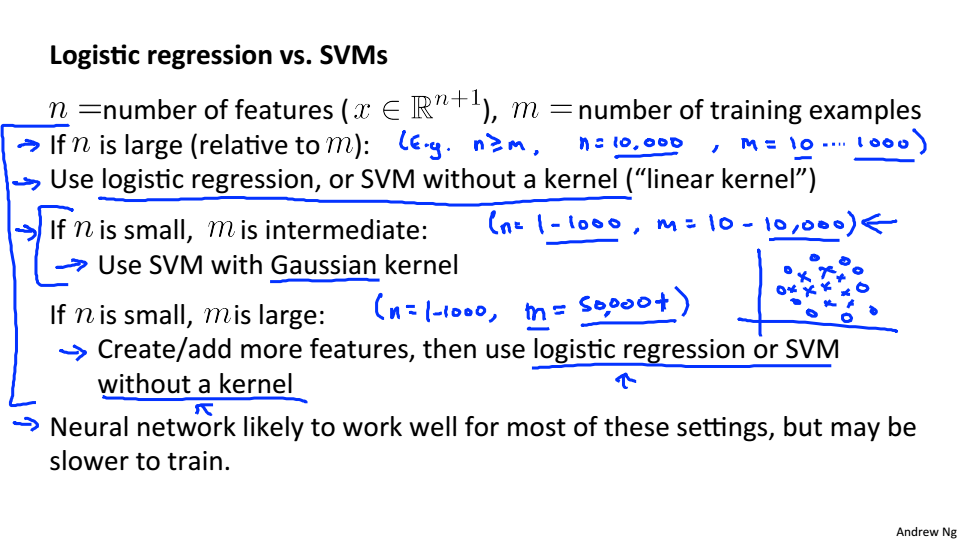 Logistic regression vs. SVMs
n = number of features ( x ∈ ℝⁿ⁺¹ ), m = number of training examples
→ If n is large (relative to m): (E.g. n ≥ m, n = 10,000 , m = 10 .... 1000)
→ Use logistic regression, or SVM without a kernel (“linear kernel”)
→ If n is small, m is intermediate: (n = 1 - 1000 , m = 10 - 10,000) ←
→ Use SVM with Gaussian kernel
If n is small, m is large: (n = 1 - 1000, m = 50,000+)
→ Create/add more features, then use logistic regression or SVM
without a kernel
→ Neural network likely to work well for most of these settings, but may be
slower to train.
Andrew Ng